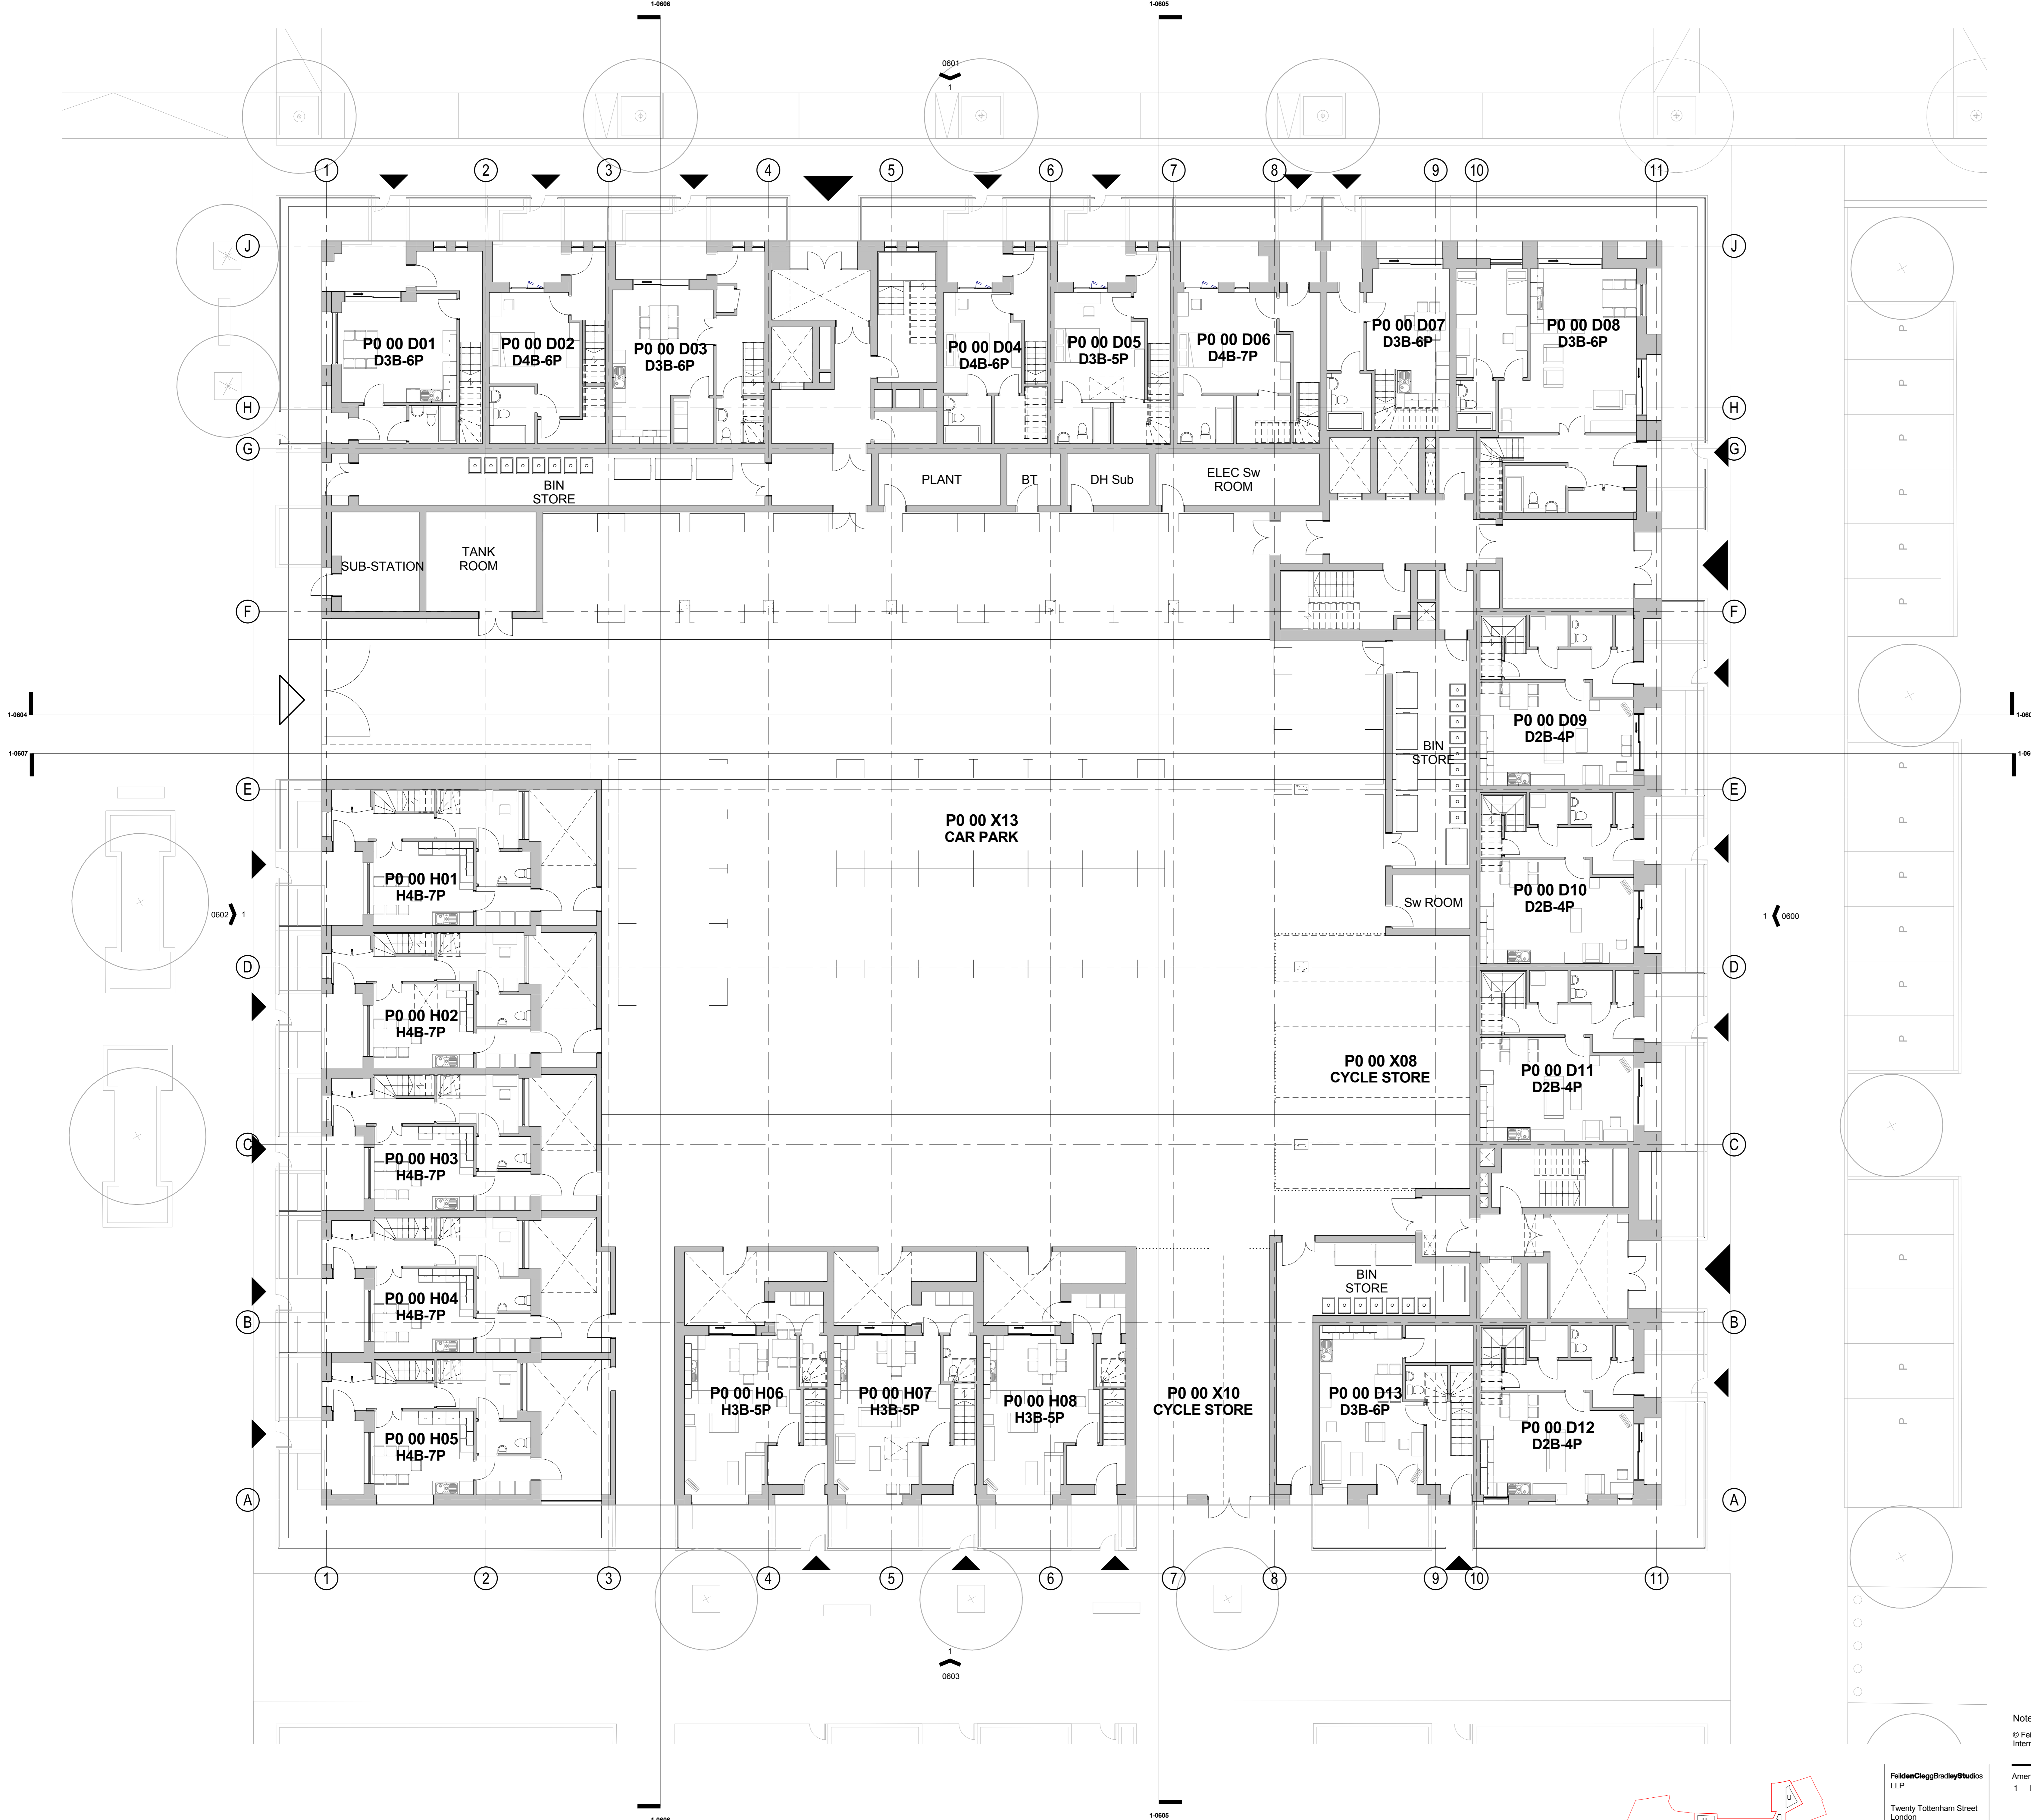 1-0606
1-0605
0601
1
1
2
3
4
5
6
7
8
9
10
11
J
J
P0 00 D01
D3B-6P
P0 00 D02
D4B-6P
P0 00 D03
D3B-6P
P0 00 D04
D4B-6P
P0 00 D05
D3B-5P
P0 00 D06
D4B-7P
P0 00 D07
D3B-6P
P0 00 D08
D3B-6P
P
P
P
P
P
P
H
H
G
G
BIN
STORE
PLANT
BT
DH Sub
ELEC Sw
ROOM
SUB-STATION
TANK
ROOM
F
F
1-0604
1-0607
P0 00 D09
D2B-4P
BIN
STORE
E
E
P0 00 X13
CAR PARK
P
P
P
P
P
P
P0 00 H01
H4B-7P
P0 00 D10
D2B-4P
Sw ROOM
0602
1
1
0600
D
D
P0 00 H02
H4B-7P
P0 00 X08
CYCLE STORE
P0 00 D11
D2B-4P
C
C
P0 00 H03
H4B-7P
P0 00 H04
H4B-7P
BIN
STORE
P
P
P
B
B
P0 00 H05
H4B-7P
P0 00 H06
H3B-5P
P0 00 H07
H3B-5P
P0 00 H08
H3B-5P
P0 00 X10
CYCLE STORE
P0 00 D13
D3B-6P
P0 00 D12
D2B-4P
A
A
1
2
3
4
5
6
7
8
9
10
11
1
0603
1-0606
1-0605
U
FeildenCleggBradleyStudios
LLP
Twenty Tottenham Street
London
1